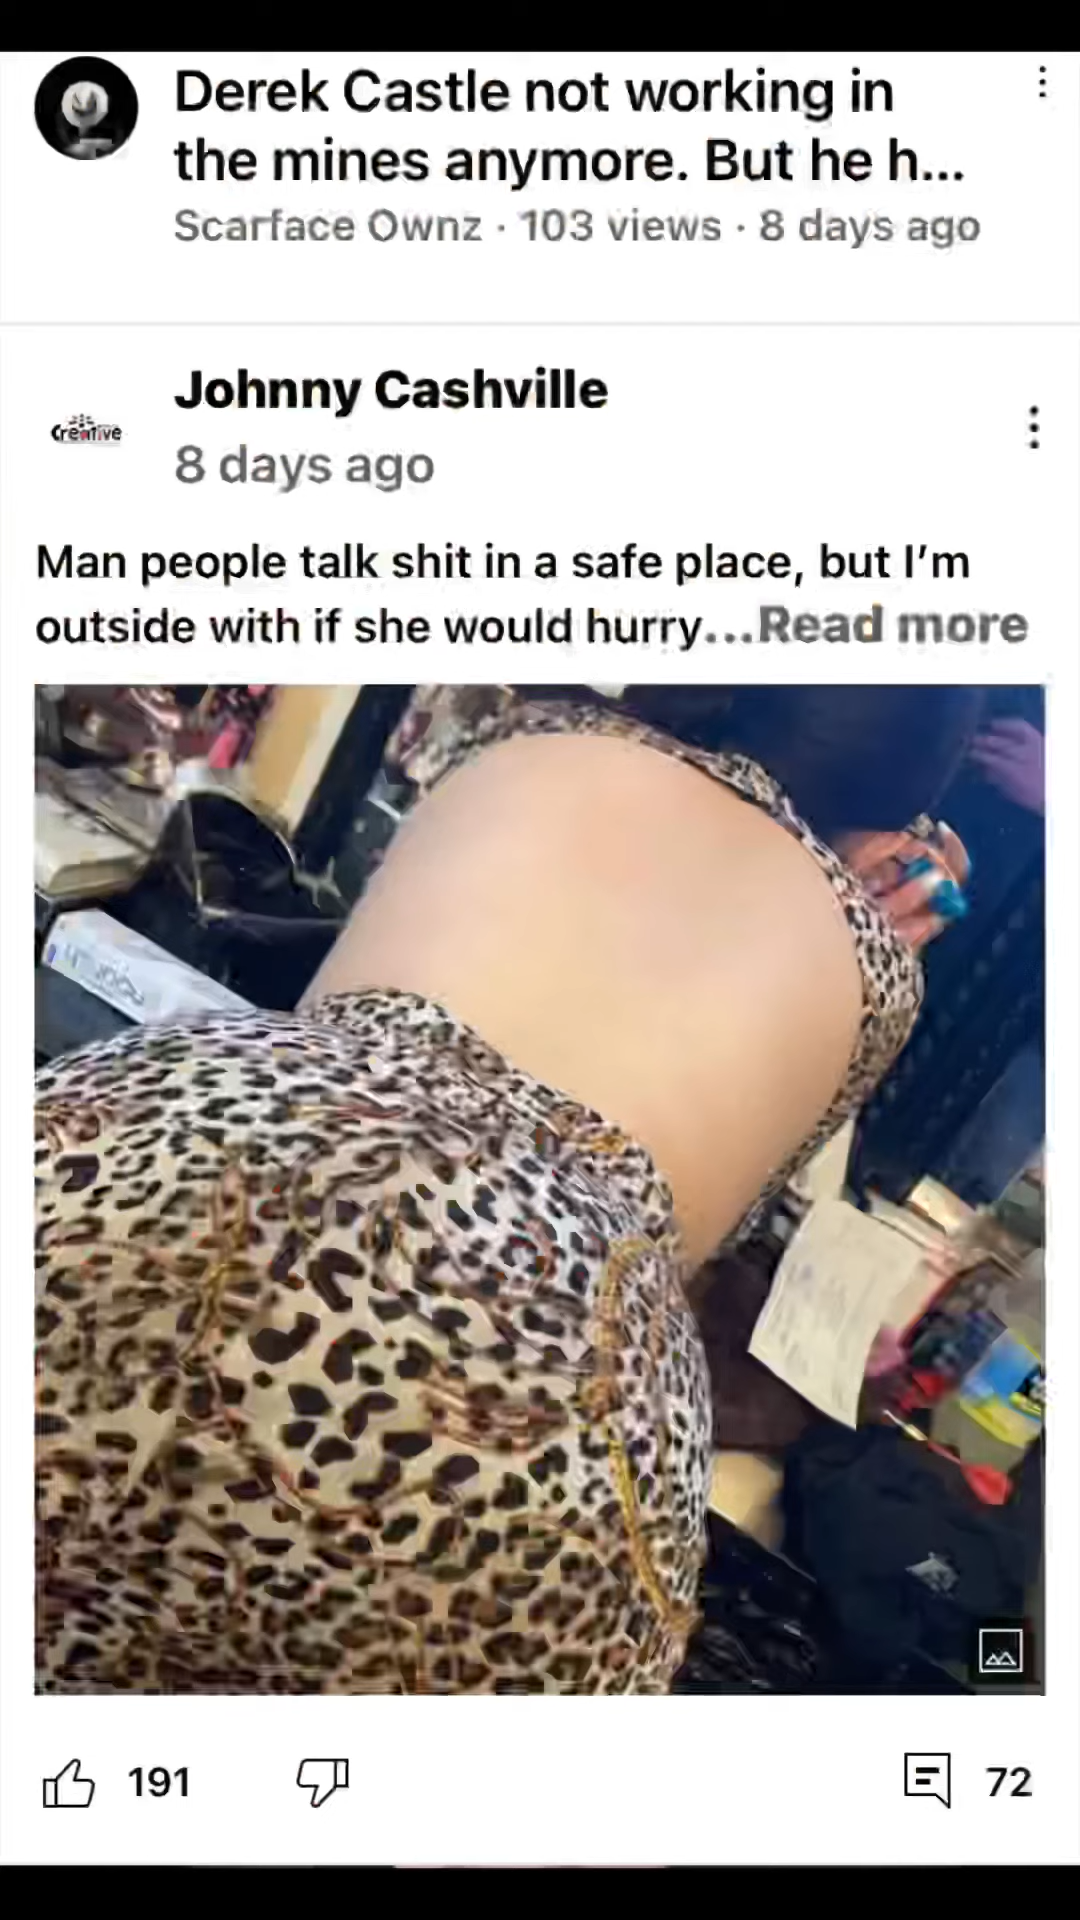 Derek Castle not working in
the mines anymore. But he h...
Scarface Ownz · 103 views · 8 days ago
Johnny Cashville
Creative
8 days ago
Man people talk shit in a safe place, but I’m
outside with if she would hurry...Read more
191
72